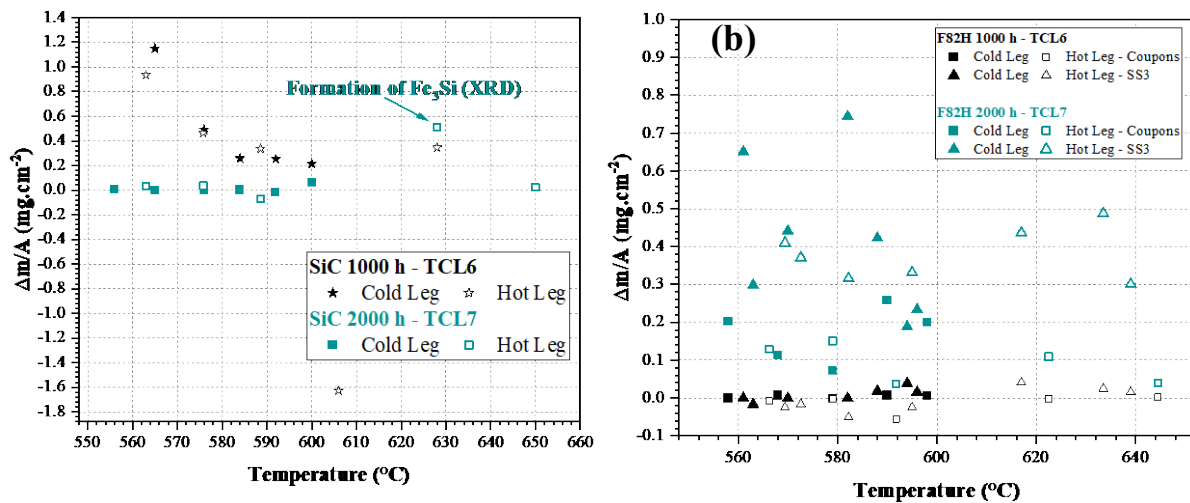 1.4
1.2
1.0
0.8
0.6
0.4
0.2
0.0
-0.2
-0.4
-0.6
-0.8
-1.0
-1.2
-1.4
-1.6
-1.8
Δm/A (mg.cm⁻²)
Formation of Fe₃Si (XRD)
SiC 1000 h - TCL6
Cold Leg Hot Leg
SiC 2000 h - TCL7
Cold Leg Hot Leg
550 560 570 580 590 600 610 620 630 640 650 660
Temperature (°C)
(b)
1.0
0.9
0.8
0.7
0.6
0.5
0.4
0.3
0.2
0.1
0.0
-0.1
Δm/A (mg.cm⁻²)
F82H 1000 h - TCL6
Cold Leg Hot Leg - Coupons
Cold Leg Hot Leg - SS3
F82H 2000 h - TCL7
Cold Leg Hot Leg - Coupons
Cold Leg Hot Leg - SS3
560 580 600 620 640
Temperature (°C)